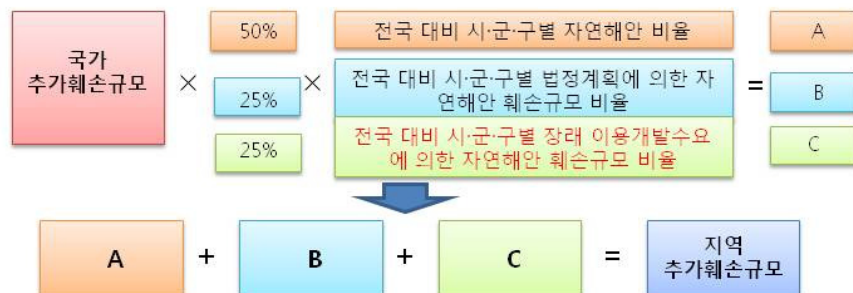 국가
추가훼손규모
×
50%
25%
25%
×
전국 대비 시·군·구별 자연해안 비율
전국 대비 시·군·구별 법정계획에 의한 자
연해안 훼손규모 비율
전국 대비 시·군·구별 장래 이용개발수요
에 의한 자연해안 훼손규모 비율
=
A
B
C
A + B + C = 지역
추가훼손규모